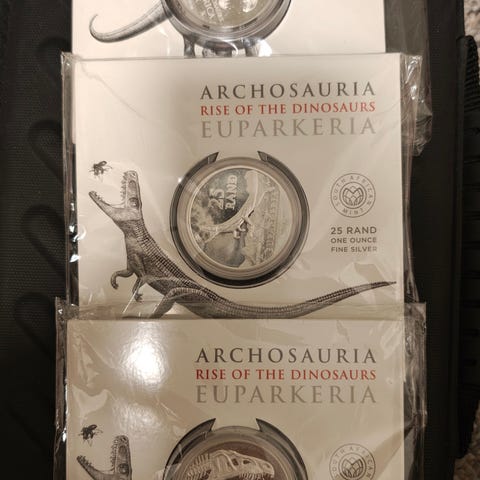 ARCHOSAURIA
RISE OF THE DINOSAURS
EUPARKERIA
25
RAND
SOUTH AFRICAN
MINT
25 RAND
ONE OUNCE
FINE SILVER
ARCHOSAURIA
RISE OF THE DINOSAURS
EUPARKERIA